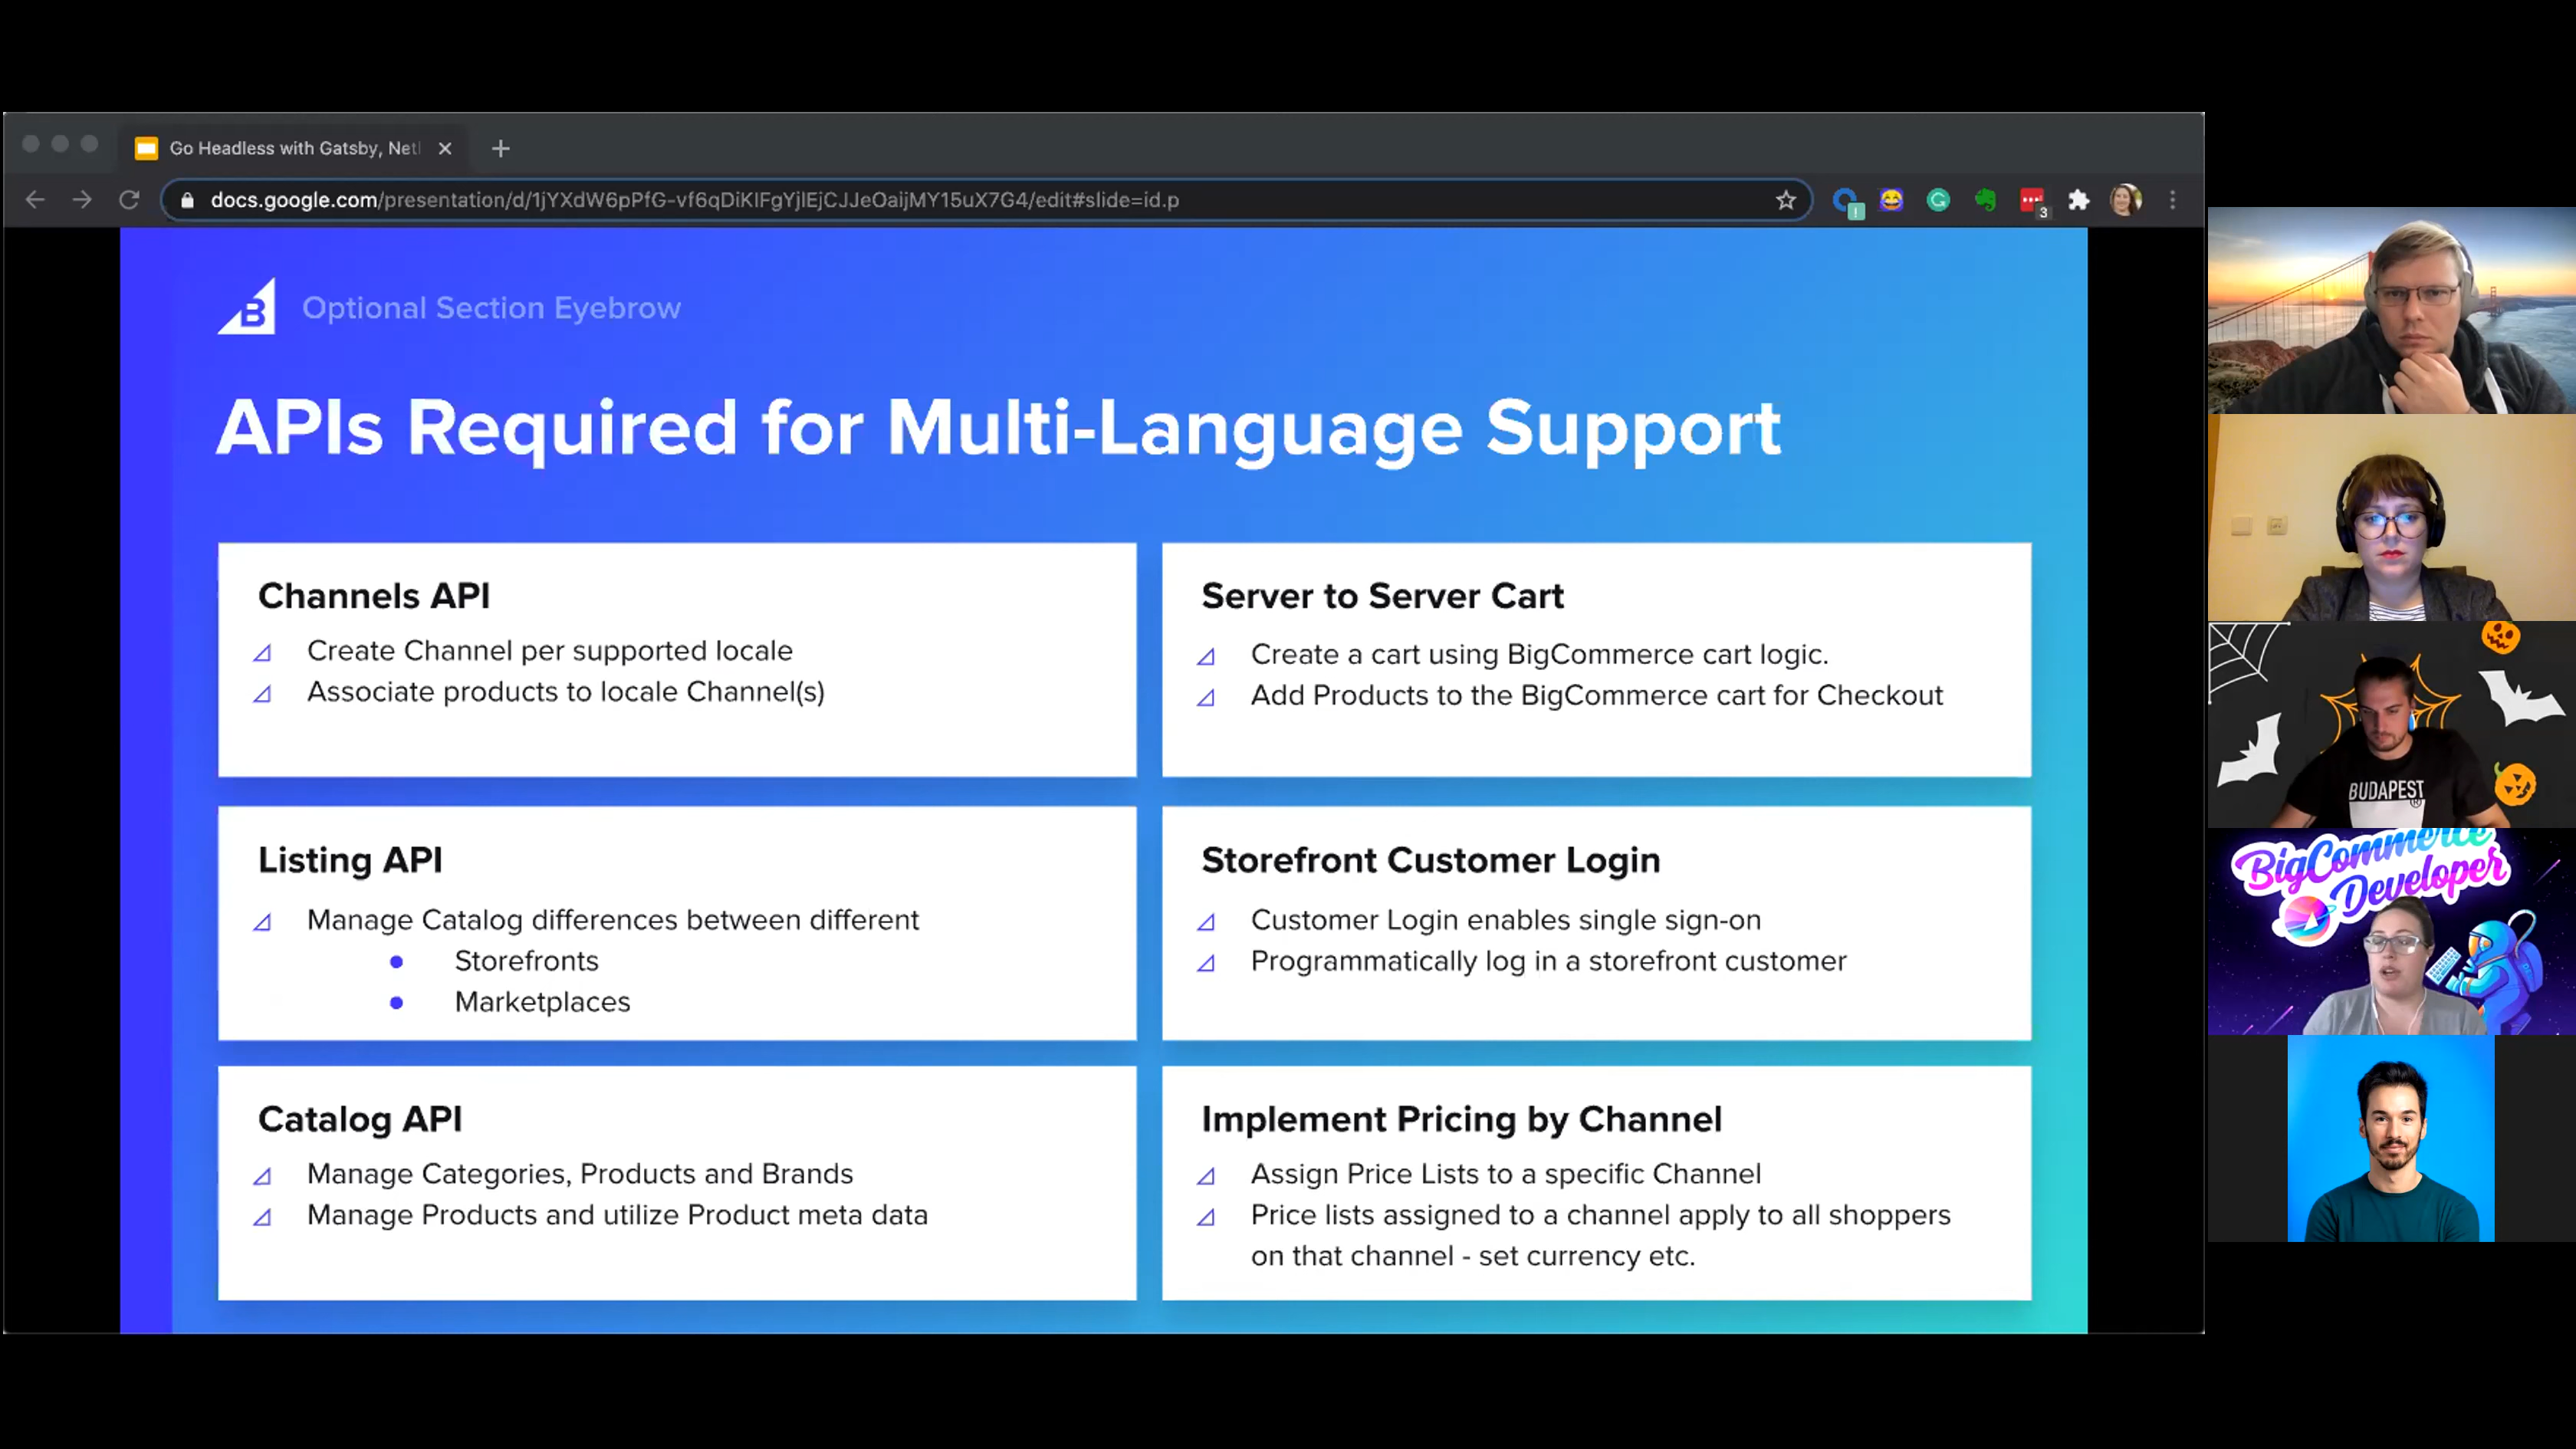 Go Headless with Gatsby, Netl
docs.google.com/presentation/d/1jYXdW6pPfG-vf6qDiKlFgYjlEjCJJeOaijMY15uX7G4/edit#slide=id.p
3
B Optional Section Eyebrow
APIs Required for Multi-Language Support
Channels API
Create Channel per supported locale
Associate products to locale Channel(s)
Server to Server Cart
Create a cart using BigCommerce cart logic.
Add Products to the BigCommerce cart for Checkout
Listing API
Manage Catalog differences between different
Storefronts
Marketplaces
Storefront Customer Login
Customer Login enables single sign-on
Programmatically log in a storefront customer
Catalog API
Manage Categories, Products and Brands
Manage Products and utilize Product meta data
Implement Pricing by Channel
Assign Price Lists to a specific Channel
Price lists assigned to a channel apply to all shoppers
on that channel - set currency etc.
BUDAPEST
®
BigCommerce
Developer